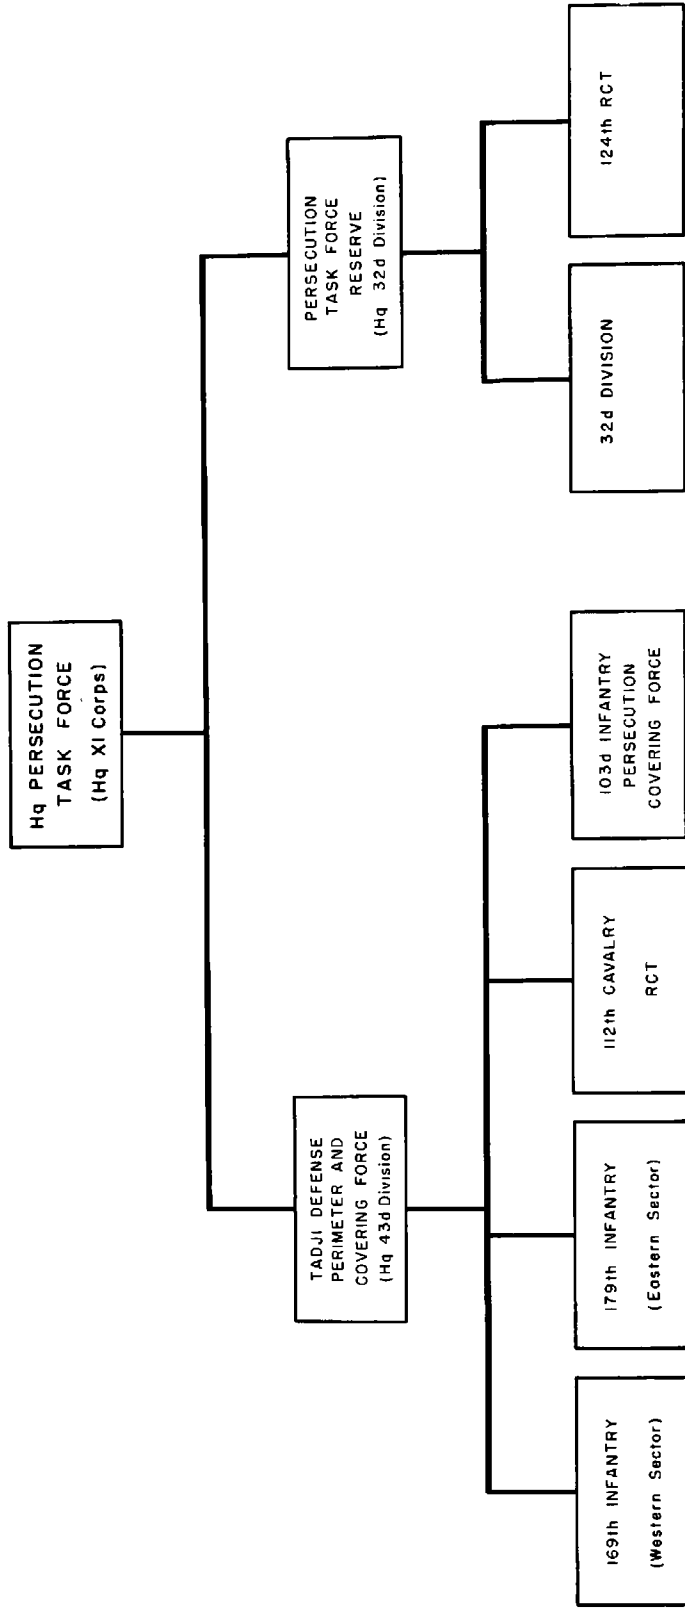 Hq PERSECUTION
TASK FORCE
(Hq XI Corps)
TADJI DEFENSE
PERIMETER AND
COVERING FORCE
(Hq 43d Division)
PERSECUTION
TASK FORCE
RESERVE
(Hq 32d Division)
169th INFANTRY
(Western Sector)
179th INFANTRY
(Eastern Sector)
112th CAVALRY
RCT
103d INFANTRY
PERSECUTION
COVERING FORCE
32d DIVISION
124th RCT